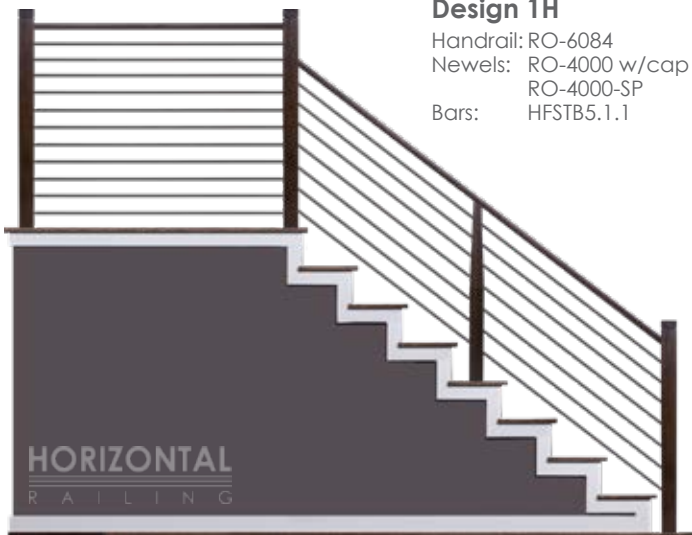 Design 1H
Handrail: RO-6084
Newels: RO-4000 w/cap
RO-4000-SP
Bars: HFSTB5.1.1
HORIZONTAL
RAILING